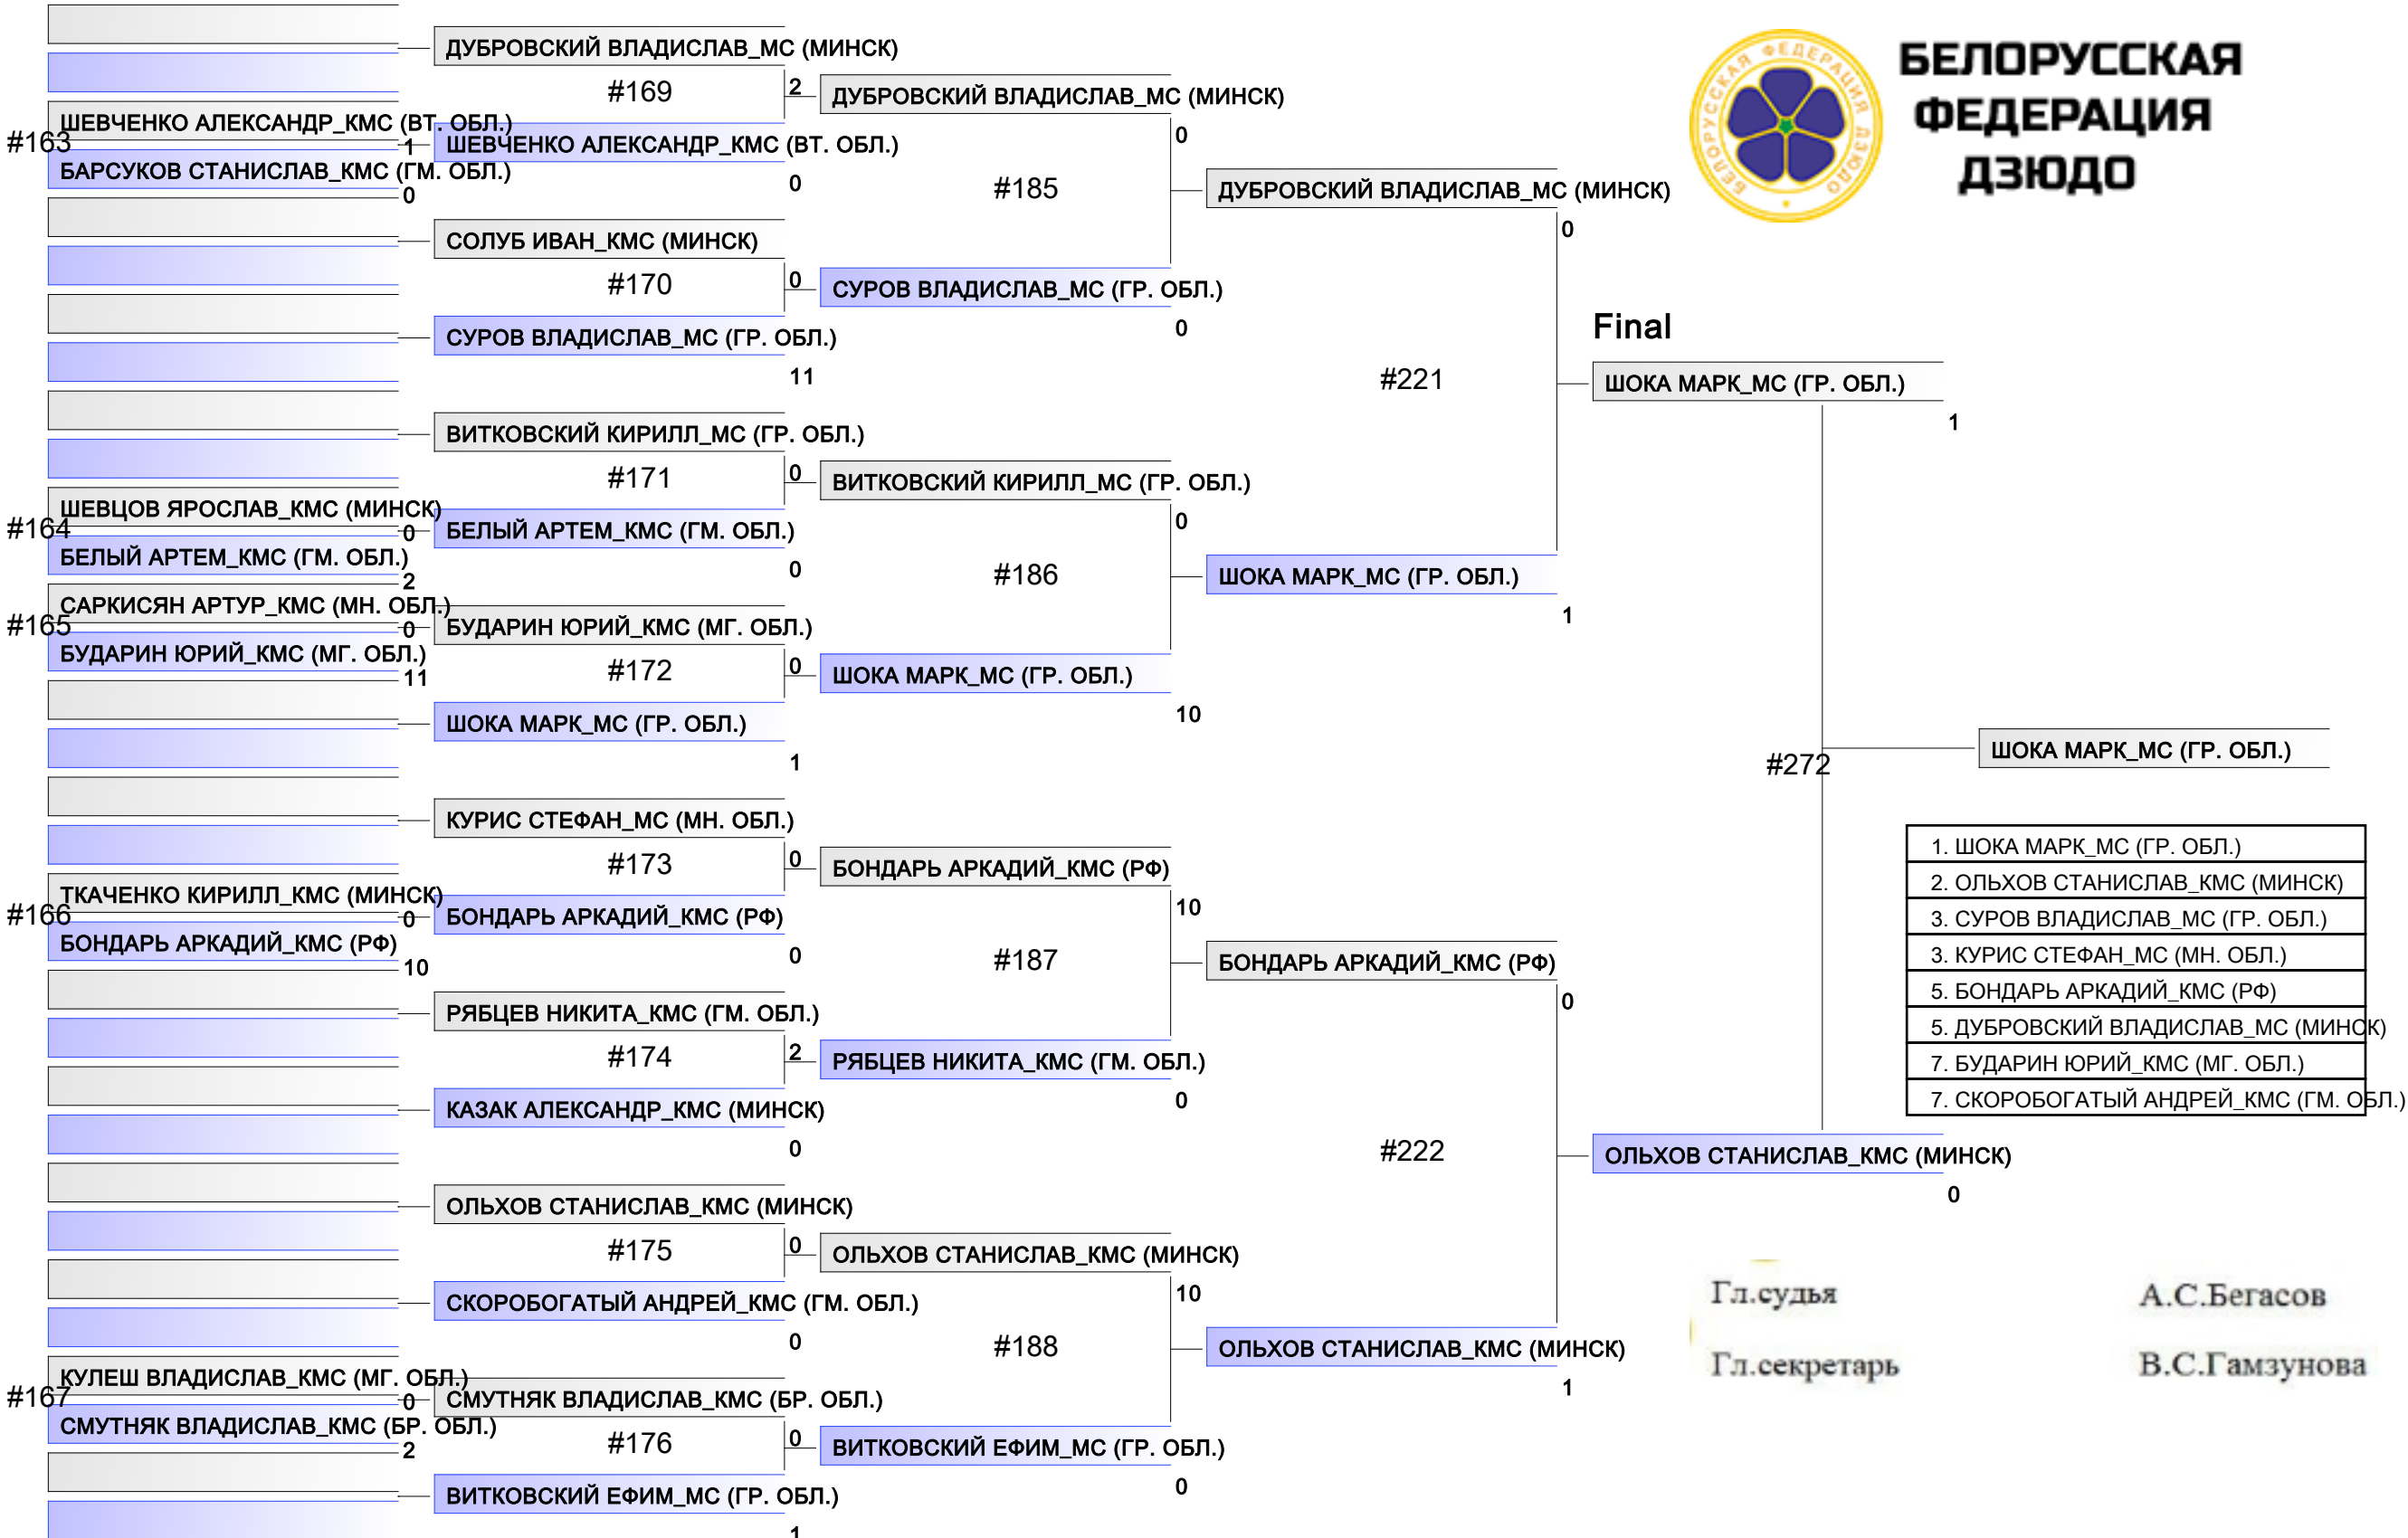 БЕЛОРУССКАЯ ФЕДЕРАЦИЯ ДЗЮДО
БЕЛОРУССКАЯ
ФЕДЕРАЦИЯ
ДЗЮДО
#163
ШЕВЧЕНКО АЛЕКСАНДР_КМС (ВТ. ОБЛ.)
1
БАРСУКОВ СТАНИСЛАВ_КМС (ГМ. ОБЛ.)
0
#164
ШЕВЦОВ ЯРОСЛАВ_КМС (МИНСК)
0
БЕЛЫЙ АРТЕМ_КМС (ГМ. ОБЛ.)
2
#165
САРКИСЯН АРТУР_КМС (МН. ОБЛ.)
0
БУДАРИН ЮРИЙ_КМС (МГ. ОБЛ.)
11
#166
ТКАЧЕНКО КИРИЛЛ_КМС (МИНСК)
0
БОНДАРЬ АРКАДИЙ_КМС (РФ)
10
#167
КУЛЕШ ВЛАДИСЛАВ_КМС (МГ. ОБЛ.)
0
СМУТНЯК ВЛАДИСЛАВ_КМС (БР. ОБЛ.)
2
ДУБРОВСКИЙ ВЛАДИСЛАВ_МС (МИНСК)
#169
2
ШЕВЧЕНКО АЛЕКСАНДР_КМС (ВТ. ОБЛ.)
0
СОЛУБ ИВАН_КМС (МИНСК)
#170
0
СУРОВ ВЛАДИСЛАВ_МС (ГР. ОБЛ.)
11
ВИТКОВСКИЙ КИРИЛЛ_МС (ГР. ОБЛ.)
#171
0
БЕЛЫЙ АРТЕМ_КМС (ГМ. ОБЛ.)
0
БУДАРИН ЮРИЙ_КМС (МГ. ОБЛ.)
#172
0
ШОКА МАРК_МС (ГР. ОБЛ.)
1
КУРИС СТЕФАН_МС (МН. ОБЛ.)
#173
0
БОНДАРЬ АРКАДИЙ_КМС (РФ)
0
РЯБЦЕВ НИКИТА_КМС (ГМ. ОБЛ.)
#174
2
КАЗАК АЛЕКСАНДР_КМС (МИНСК)
0
ОЛЬХОВ СТАНИСЛАВ_КМС (МИНСК)
#175
0
СКОРОБОГАТЫЙ АНДРЕЙ_КМС (ГМ. ОБЛ.)
0
СМУТНЯК ВЛАДИСЛАВ_КМС (БР. ОБЛ.)
#176
0
ВИТКОВСКИЙ ЕФИМ_МС (ГР. ОБЛ.)
1
ДУБРОВСКИЙ ВЛАДИСЛАВ_МС (МИНСК)
0
#185
СУРОВ ВЛАДИСЛАВ_МС (ГР. ОБЛ.)
0
ВИТКОВСКИЙ КИРИЛЛ_МС (ГР. ОБЛ.)
0
#186
ШОКА МАРК_МС (ГР. ОБЛ.)
10
БОНДАРЬ АРКАДИЙ_КМС (РФ)
10
#187
РЯБЦЕВ НИКИТА_КМС (ГМ. ОБЛ.)
0
ОЛЬХОВ СТАНИСЛАВ_КМС (МИНСК)
10
#188
ВИТКОВСКИЙ ЕФИМ_МС (ГР. ОБЛ.)
0
ДУБРОВСКИЙ ВЛАДИСЛАВ_МС (МИНСК)
0
#221
ШОКА МАРК_МС (ГР. ОБЛ.)
1
БОНДАРЬ АРКАДИЙ_КМС (РФ)
0
#222
ОЛЬХОВ СТАНИСЛАВ_КМС (МИНСК)
1
Final
ШОКА МАРК_МС (ГР. ОБЛ.)
1
#272
ОЛЬХОВ СТАНИСЛАВ_КМС (МИНСК)
0
ШОКА МАРК_МС (ГР. ОБЛ.)
1. ШОКА МАРК_МС (ГР. ОБЛ.)
2. ОЛЬХОВ СТАНИСЛАВ_КМС (МИНСК)
3. СУРОВ ВЛАДИСЛАВ_МС (ГР. ОБЛ.)
3. КУРИС СТЕФАН_МС (МН. ОБЛ.)
5. БОНДАРЬ АРКАДИЙ_КМС (РФ)
5. ДУБРОВСКИЙ ВЛАДИСЛАВ_МС (МИНСК)
7. БУДАРИН ЮРИЙ_КМС (МГ. ОБЛ.)
7. СКОРОБОГАТЫЙ АНДРЕЙ_КМС (ГМ. ОБЛ.)
Гл.судья А.С.Бегасов
Гл.секретарь В.С.Гамзунова